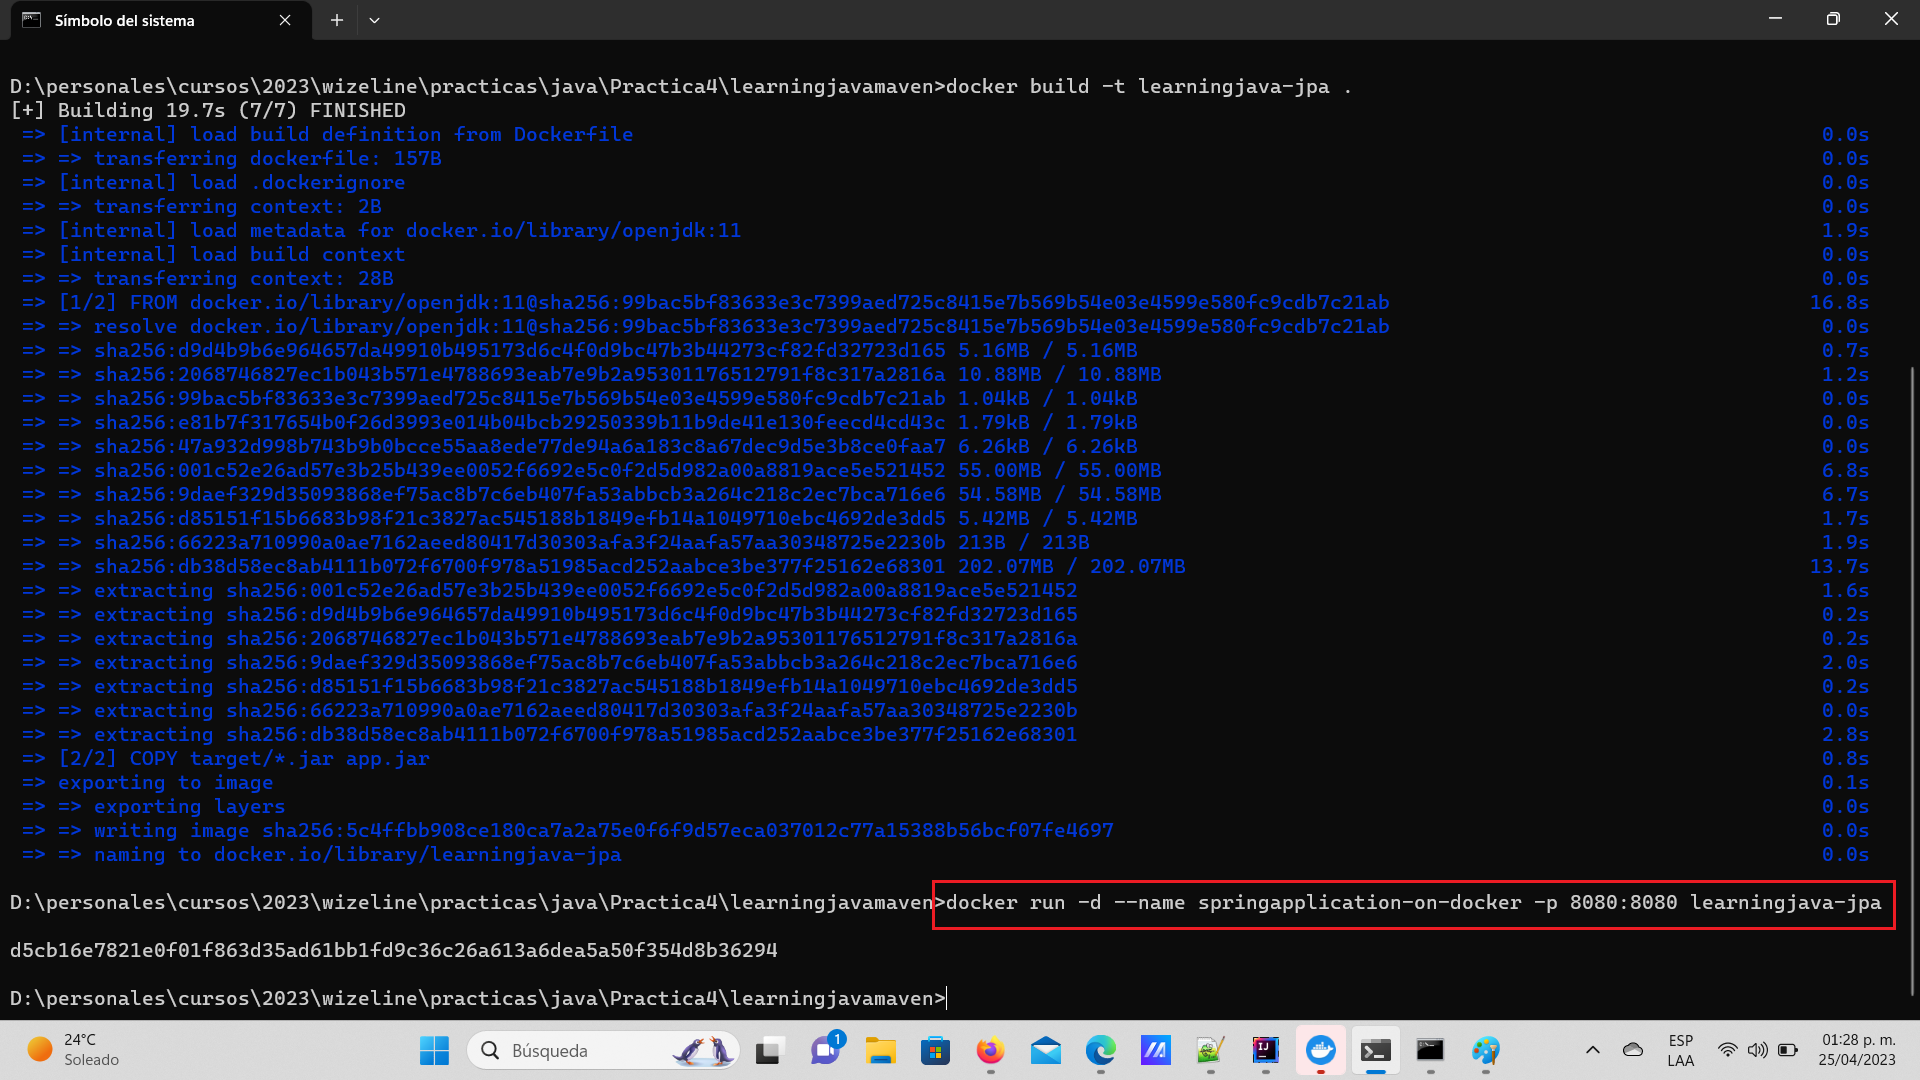 Símbolo del sistema
D:\personales\cursos\2023\wizeline\practicas\java\Practica4\learningjavamaven>docker build -t learningjava-jpa .
[+] Building 19.7s (7/7) FINISHED
=> [internal] load build definition from Dockerfile 0.0s
=> => transferring dockerfile: 157B 0.0s
=> [internal] load .dockerignore 0.0s
=> => transferring context: 2B 0.0s
=> [internal] load metadata for docker.io/library/openjdk:11 1.9s
=> [internal] load build context 0.0s
=> => transferring context: 28B 0.0s
=> [1/2] FROM docker.io/library/openjdk:11@sha256:99bac5bf83633e3c7399aed725c8415e7b569b54e03e4599e580fc9cdb7c21ab 16.8s
=> => resolve docker.io/library/openjdk:11@sha256:99bac5bf83633e3c7399aed725c8415e7b569b54e03e4599e580fc9cdb7c21ab 0.0s
=> => sha256:d9d4b9b6e964657da49910b495173d6c4f0d9bc47b3b44273cf82fd32723d165 5.16MB / 5.16MB 0.7s
=> => sha256:2068746827ec1b043b571e4788693eab7e9b2a95301176512791f8c317a2816a 10.88MB / 10.88MB 1.2s
=> => sha256:99bac5bf83633e3c7399aed725c8415e7b569b54e03e4599e580fc9cdb7c21ab 1.04kB / 1.04kB 0.0s
=> => sha256:e81b7f317654b0f26d3993e014b04bcb29250339b11b9de41e130feecd4cd43c 1.79kB / 1.79kB 0.0s
=> => sha256:47a932d998b743b9b0bcce55aa8ede77de94a6a183c8a67dec9d5e3b8ce0faa7 6.26kB / 6.26kB 0.0s
=> => sha256:001c52e26ad57e3b25b439ee0052f6692e5c0f2d5d982a00a8819ace5e521452 55.00MB / 55.00MB 6.8s
=> => sha256:9daef329d35093868ef75ac8b7c6eb407fa53abbcb3a264c218c2ec7bca716e6 54.58MB / 54.58MB 6.7s
=> => sha256:d85151f15b6683b98f21c3827ac545188b1849efb14a1049710ebc4692de3dd5 5.42MB / 5.42MB 1.7s
=> => sha256:66223a710990a0ae7162aeed80417d30303afa3f24aafa57aa30348725e2230b 213B / 213B 1.9s
=> => sha256:db38d58ec8ab4111b072f6700f978a51985acd252aabce3be377f25162e68301 202.07MB / 202.07MB 13.7s
=> => extracting sha256:001c52e26ad57e3b25b439ee0052f6692e5c0f2d5d982a00a8819ace5e521452 1.6s
=> => extracting sha256:d9d4b9b6e964657da49910b495173d6c4f0d9bc47b3b44273cf82fd32723d165 0.2s
=> => extracting sha256:2068746827ec1b043b571e4788693eab7e9b2a95301176512791f8c317a2816a 0.2s
=> => extracting sha256:9daef329d35093868ef75ac8b7c6eb407fa53abbcb3a264c218c2ec7bca716e6 2.0s
=> => extracting sha256:d85151f15b6683b98f21c3827ac545188b1849efb14a1049710ebc4692de3dd5 0.2s
=> => extracting sha256:66223a710990a0ae7162aeed80417d30303afa3f24aafa57aa30348725e2230b 0.0s
=> => extracting sha256:db38d58ec8ab4111b072f6700f978a51985acd252aabce3be377f25162e68301 2.8s
=> [2/2] COPY target/*.jar app.jar 0.8s
=> exporting to image 0.1s
=> => exporting layers 0.0s
=> => writing image sha256:5c4ffbb908ce180ca7a2a75e0f6f9d57eca037012c77a15388b56bcf07fe4697 0.0s
=> => naming to docker.io/library/learningjava-jpa 0.0s
D:\personales\cursos\2023\wizeline\practicas\java\Practica4\learningjavamaven>docker run -d --name springapplication-on-docker -p 8080:8080 learningjava-jpa
d5cb16e7821e0f01f863d35ad61bb1fd9c36c26a613a6dea5a50f354d8b36294
D:\personales\cursos\2023\wizeline\practicas\java\Practica4\learningjavamaven>
24°C
Soleado
Búsqueda
1
IJ
ESP
LAA
01:28 p. m.
25/04/2023